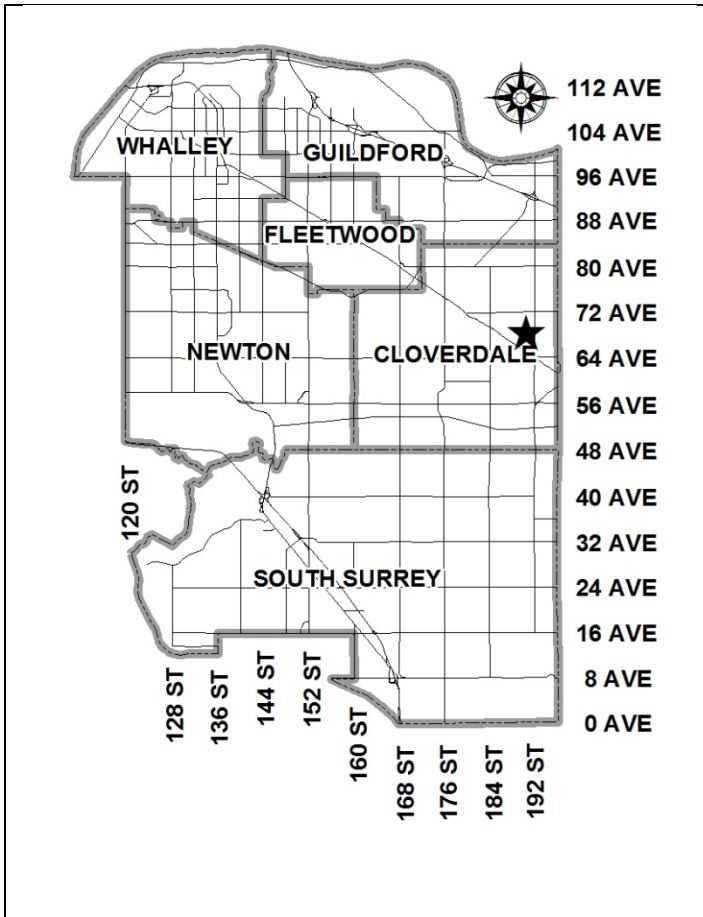 112 AVE
104 AVE
WHALLEY
GUILDFORD
96 AVE
88 AVE
FLEETWOOD
80 AVE
72 AVE
NEWTON
CLOVERDALE
64 AVE
56 AVE
48 AVE
120 ST
40 AVE
32 AVE
SOUTH SURREY
24 AVE
16 AVE
8 AVE
0 AVE
128 ST
136 ST
144 ST
152 ST
160 ST
168 ST
176 ST
184 ST
192 ST